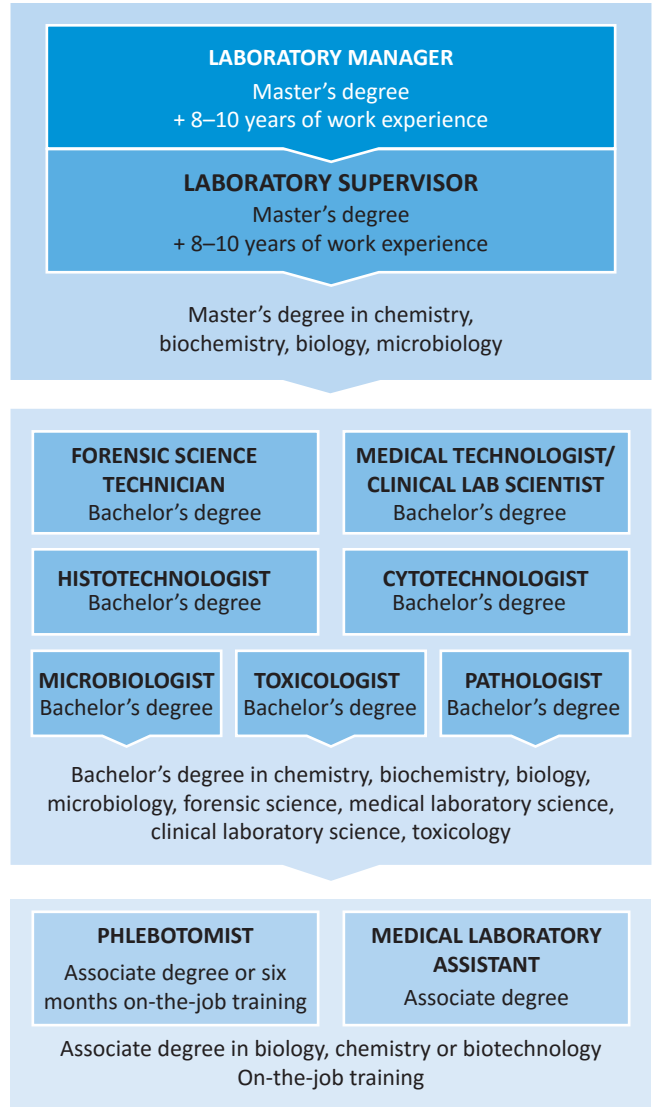 LABORATORY MANAGER
Master’s degree
+ 8–10 years of work experience
LABORATORY SUPERVISOR
Master’s degree
+ 8–10 years of work experience
Master’s degree in chemistry,
biochemistry, biology, microbiology
FORENSIC SCIENCE
TECHNICIAN
Bachelor’s degree
MEDICAL TECHNOLOGIST/
CLINICAL LAB SCIENTIST
Bachelor’s degree
HISTOTECHNOLOGIST
Bachelor’s degree
CYTOTECHNOLOGIST
Bachelor’s degree
MICROBIOLOGIST
Bachelor’s degree
TOXICOLOGIST
Bachelor’s degree
PATHOLOGIST
Bachelor’s degree
Bachelor’s degree in chemistry, biochemistry, biology,
microbiology, forensic science, medical laboratory science,
clinical laboratory science, toxicology
PHLEBOTOMIST
Associate degree or six
months on-the-job training
MEDICAL LABORATORY
ASSISTANT
Associate degree
Associate degree in biology, chemistry or biotechnology
On-the-job training